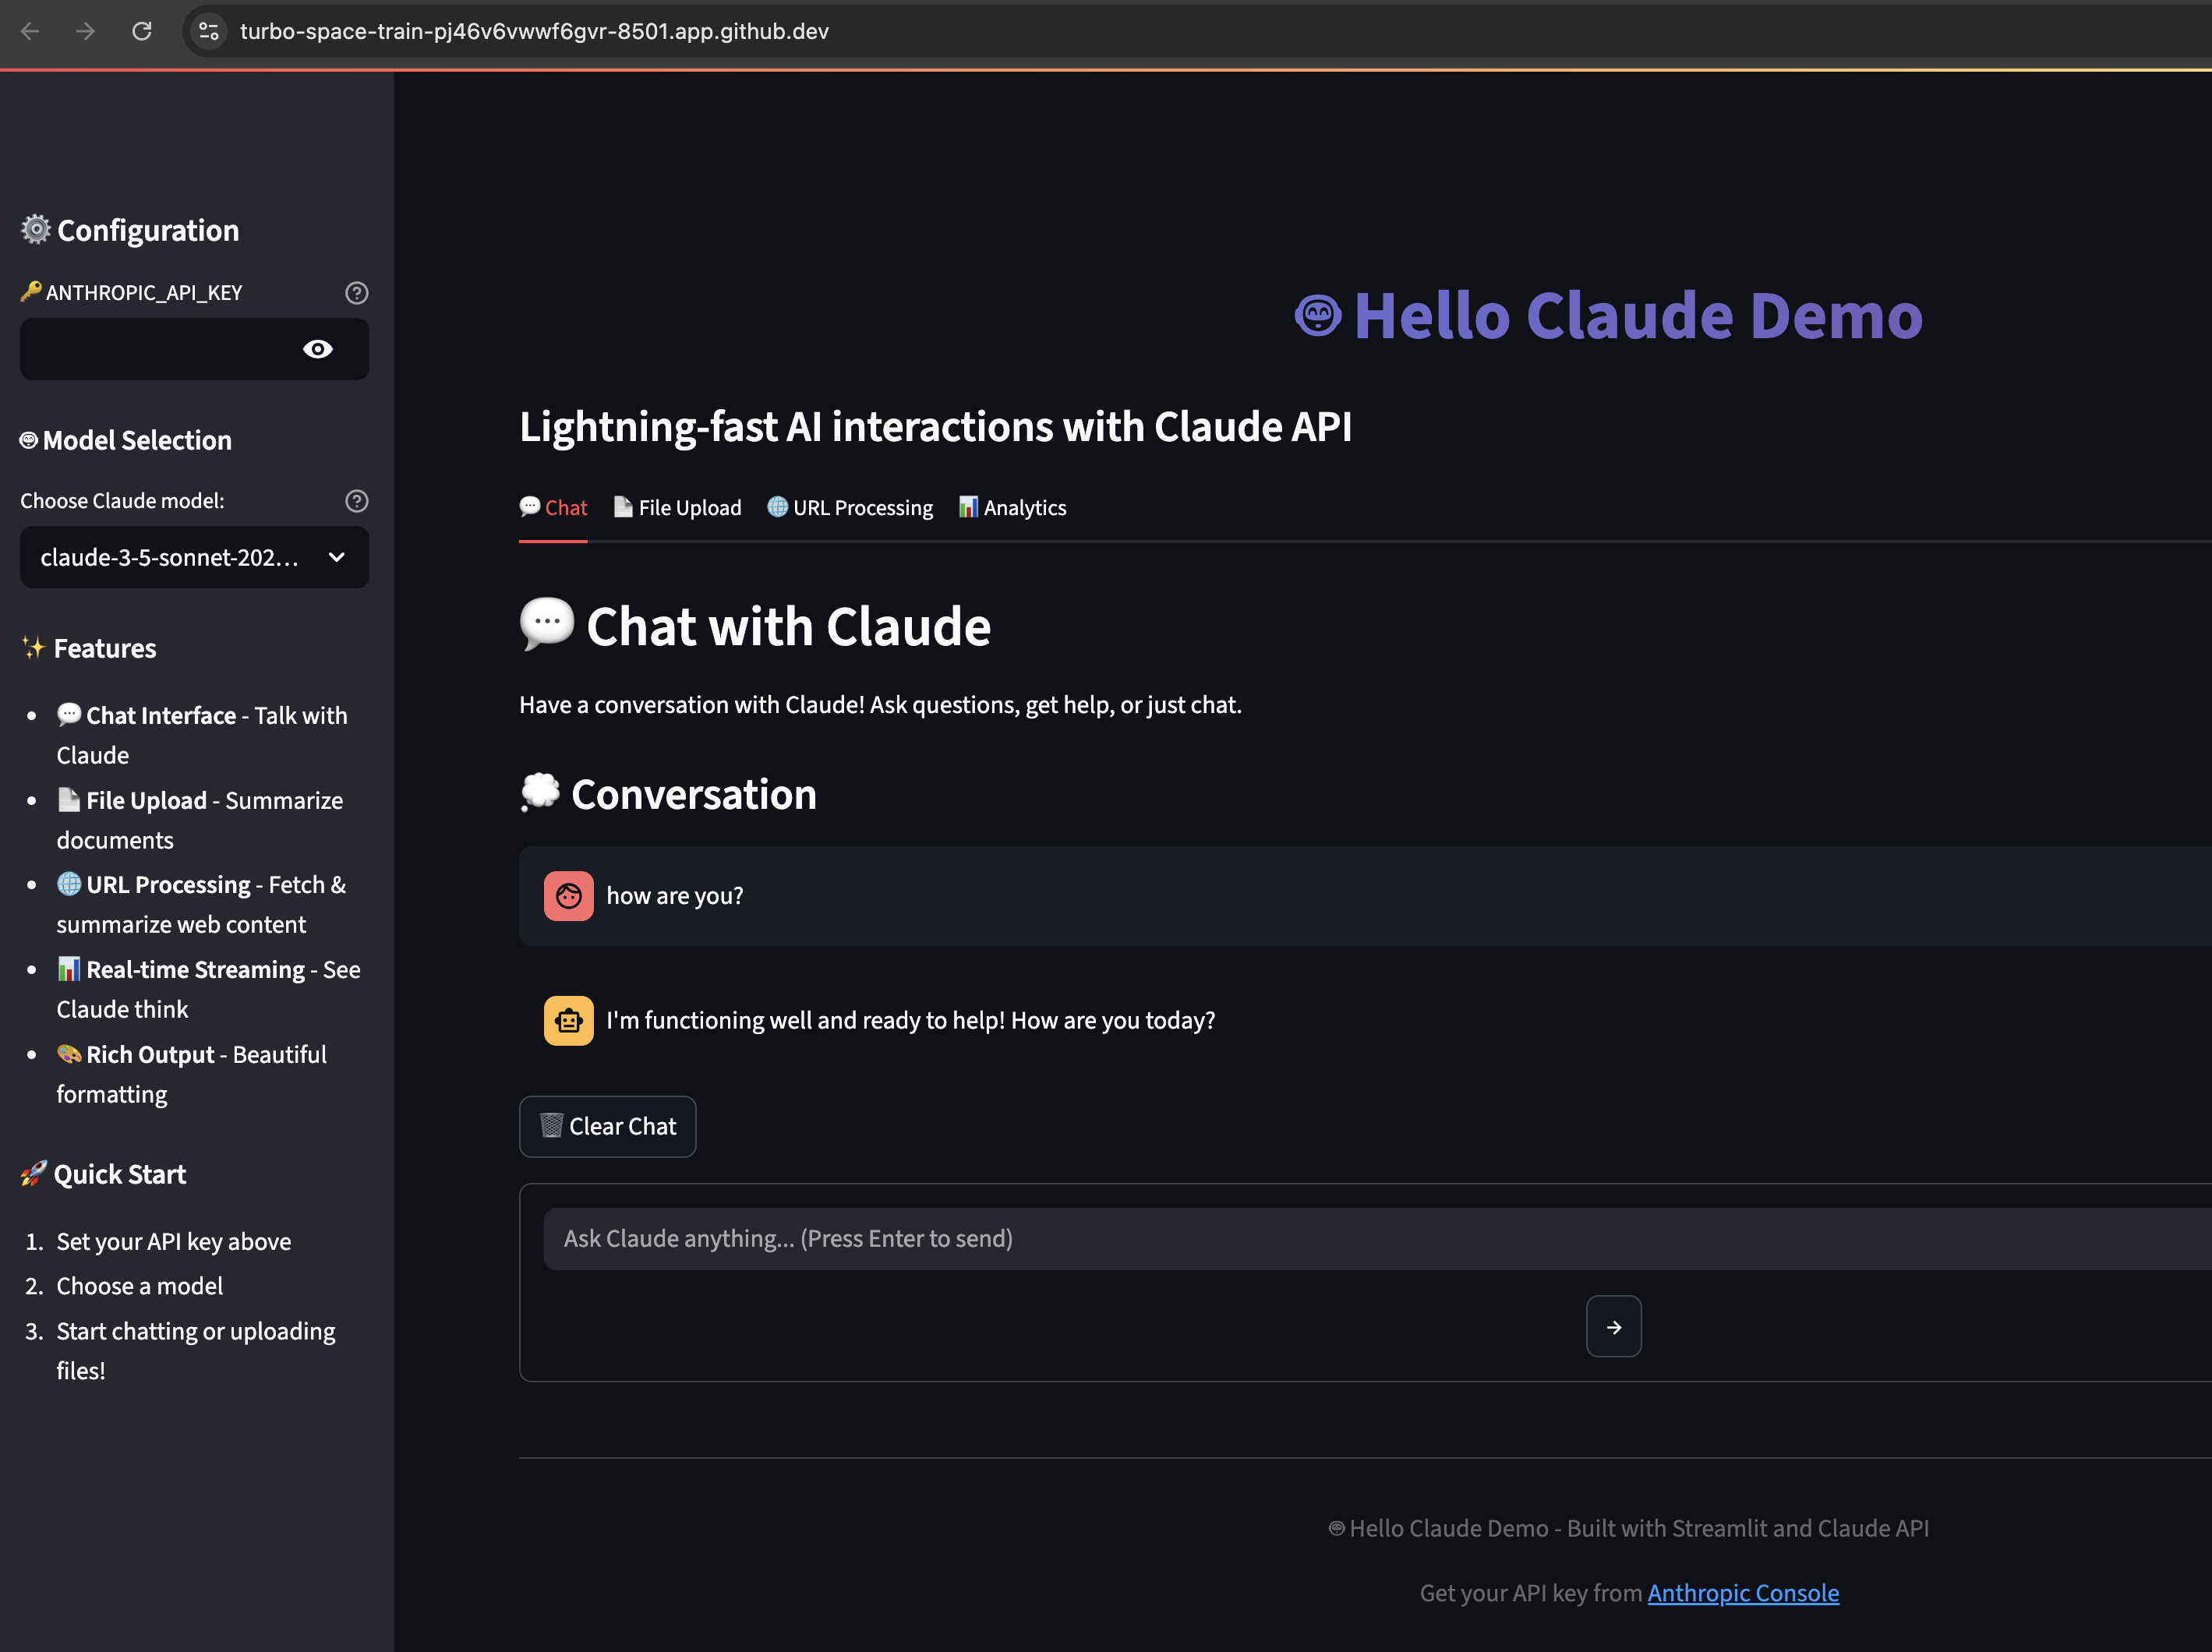 turbo-space-train-pj46v6vwwf6gvr-8501.app.github.dev
⚙️ Configuration
🔑 ANTHROPIC_API_KEY
Model Selection
Choose Claude model:
claude-3-5-sonnet-202...
✨ Features
• 💬 Chat Interface - Talk with
Claude
• 📄 File Upload - Summarize
documents
• 🌐 URL Processing - Fetch &
summarize web content
• 📊 Real-time Streaming - See
Claude think
• 🎨 Rich Output - Beautiful
formatting
🚀 Quick Start
1. Set your API key above
2. Choose a model
3. Start chatting or uploading
files!
Hello Claude Demo
Lightning-fast AI interactions with Claude API
💬 Chat 📄 File Upload 🌐 URL Processing 📊 Analytics
💬 Chat with Claude
Have a conversation with Claude! Ask questions, get help, or just chat.
💭 Conversation
how are you?
I'm functioning well and ready to help! How are you today?
🗑️ Clear Chat
Ask Claude anything... (Press Enter to send)
→
Hello Claude Demo - Built with Streamlit and Claude API
Get your API key from Anthropic Console